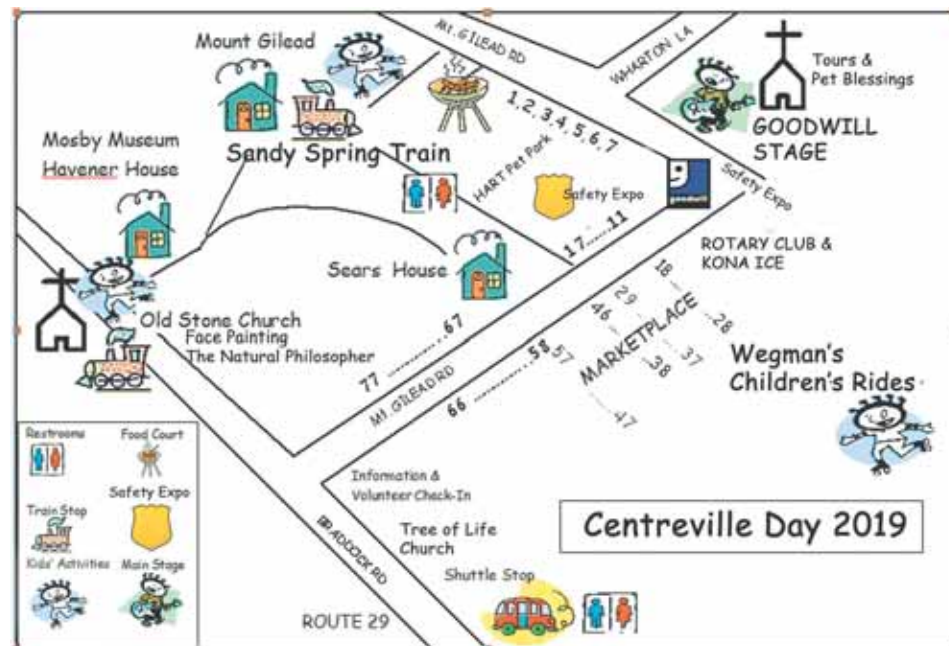 Mt. GILEAD RD
WHARTON LA
Mount Gilead
Tours &
Pet Blessings
GOODWILL
STAGE
1, 2, 3, 4, 5, 6, 7
Mosby Museum
Havener House
Sandy Spring Train
HART Pet Park
Safety Expo
goodwill
Safety Expo
17......11
ROTARY CLUB &
KONA ICE
Sears House
18
28
29
37
46
38
MARKETPLACE
58
57
47
Wegman's
Children's Rides
Old Stone Church
Face Painting
The Natural Philosopher
77 .................. 67
Mt. GILEAD RD
66 ............... 58
Restrooms
Food Court
Train Stop
Safety Expo
Kids' Activities
Main Stage
Information &
Volunteer Check-In
Tree of Life
Church
Shuttle Stop
Centreville Day 2019
BRADDOCK RD
ROUTE 29